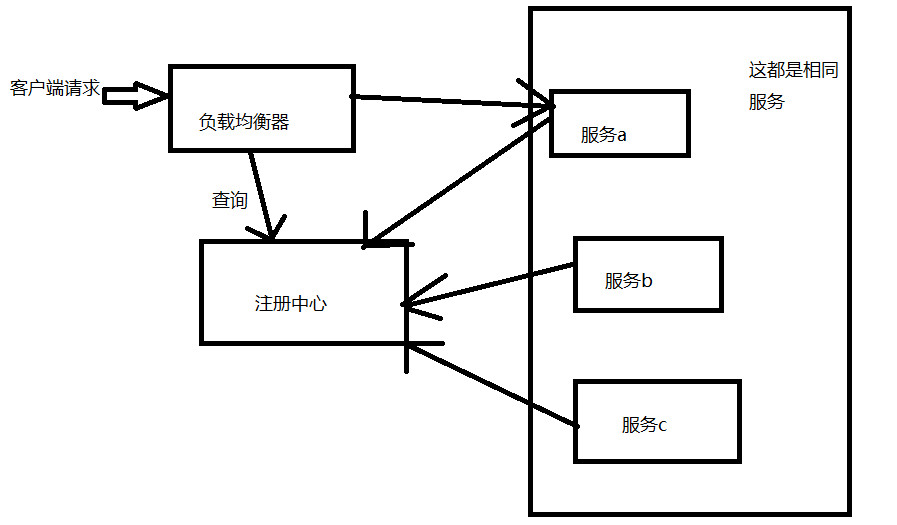 客户端请求
负载均衡器
这都是相同
服务
服务a
查询
注册中心
服务b
服务c